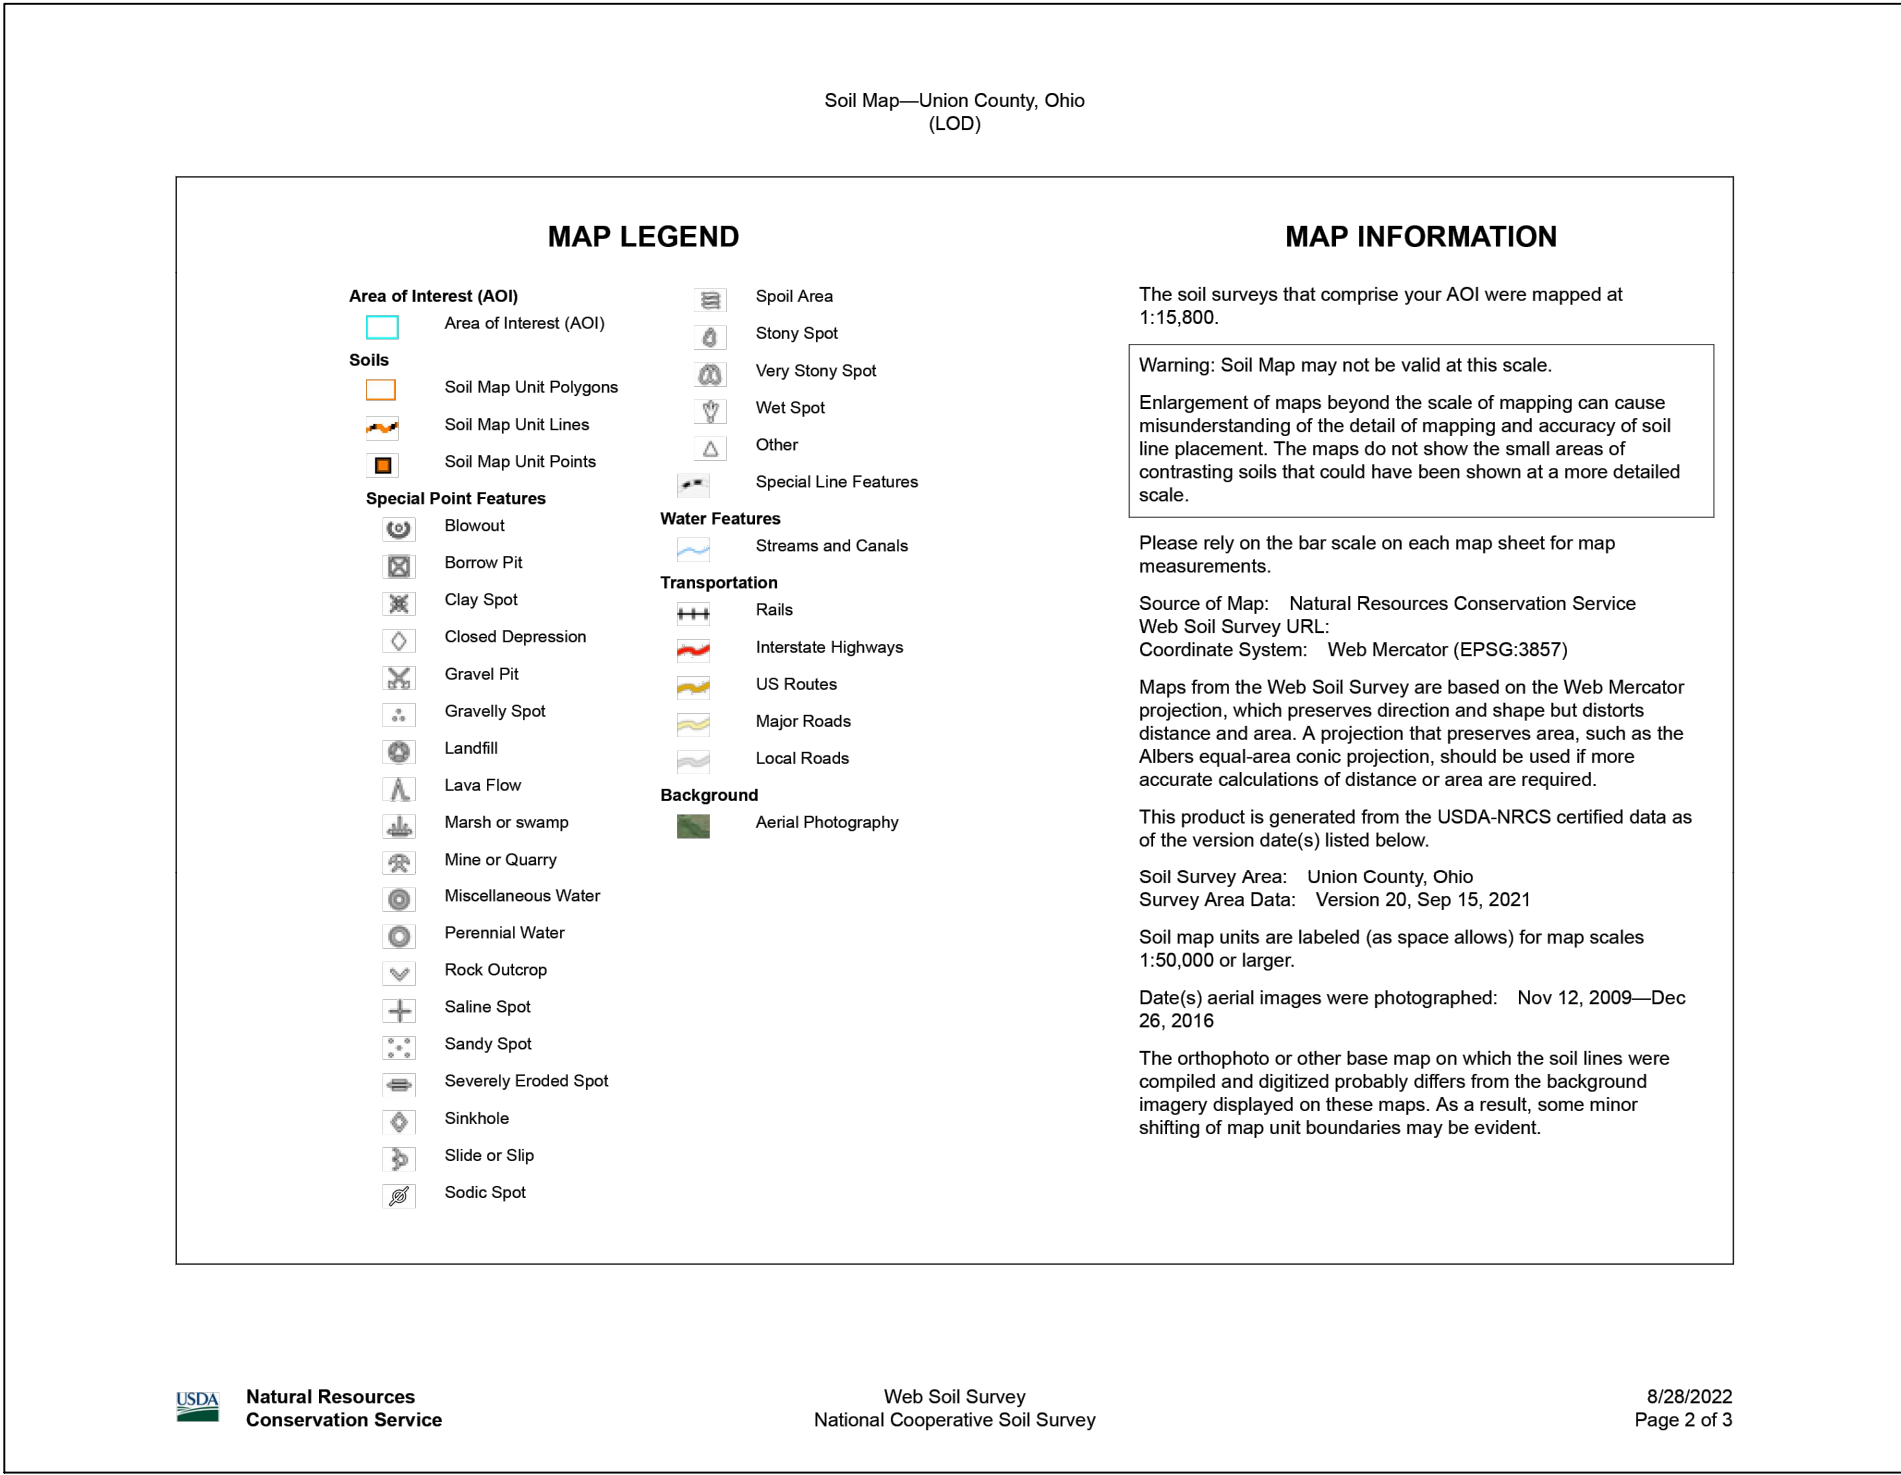 Soil Map—Union County, Ohio
(LOD)
MAP LEGEND
Area of Interest (AOI)
Area of Interest (AOI)
Soils
Soil Map Unit Polygons
Soil Map Unit Lines
Soil Map Unit Points
Special Point Features
Blowout
Borrow Pit
Clay Spot
Closed Depression
Gravel Pit
Gravelly Spot
Landfill
Lava Flow
Marsh or swamp
Mine or Quarry
Miscellaneous Water
Perennial Water
Rock Outcrop
Saline Spot
Sandy Spot
Severely Eroded Spot
Sinkhole
Slide or Slip
Sodic Spot
Spoil Area
Stony Spot
Very Stony Spot
Wet Spot
Other
Special Line Features
Water Features
Streams and Canals
Transportation
Rails
Interstate Highways
US Routes
Major Roads
Local Roads
Background
Aerial Photography
MAP INFORMATION
The soil surveys that comprise your AOI were mapped at
1:15,800.
Warning: Soil Map may not be valid at this scale.
Enlargement of maps beyond the scale of mapping can cause
misunderstanding of the detail of mapping and accuracy of soil
line placement. The maps do not show the small areas of
contrasting soils that could have been shown at a more detailed
scale.
Please rely on the bar scale on each map sheet for map
measurements.
Source of Map: Natural Resources Conservation Service
Web Soil Survey URL:
Coordinate System: Web Mercator (EPSG:3857)
Maps from the Web Soil Survey are based on the Web Mercator
projection, which preserves direction and shape but distorts
distance and area. A projection that preserves area, such as the
Albers equal-area conic projection, should be used if more
accurate calculations of distance or area are required.
This product is generated from the USDA-NRCS certified data as
of the version date(s) listed below.
Soil Survey Area: Union County, Ohio
Survey Area Data: Version 20, Sep 15, 2021
Soil map units are labeled (as space allows) for map scales
1:50,000 or larger.
Date(s) aerial images were photographed: Nov 12, 2009—Dec
26, 2016
The orthophoto or other base map on which the soil lines were
compiled and digitized probably differs from the background
imagery displayed on these maps. As a result, some minor
shifting of map unit boundaries may be evident.
USDA
Natural Resources
Conservation Service
Web Soil Survey
National Cooperative Soil Survey
8/28/2022
Page 2 of 3